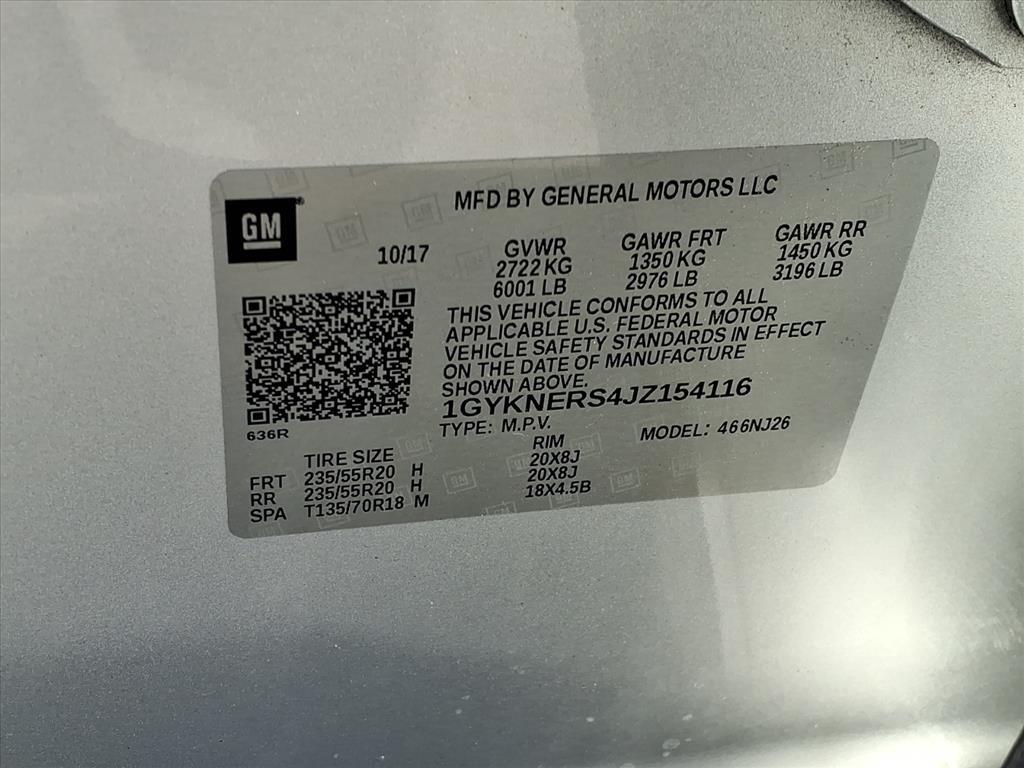 MFD BY GENERAL MOTORS LLC
GM®
10/17
GVWR
2722 KG
6001 LB
GAWR FRT
1350 KG
2976 LB
GAWR RR
1450 KG
3196 LB
THIS VEHICLE CONFORMS TO ALL
APPLICABLE U.S. FEDERAL MOTOR
VEHICLE SAFETY STANDARDS IN EFFECT
ON THE DATE OF MANUFACTURE
SHOWN ABOVE.
1GYKNERS4JZ154116
TYPE: M.P.V. MODEL: 466NJ26
636R
TIRE SIZE RIM
FRT 235/55R20 H 20X8J
RR 235/55R20 H 20X8J
SPA T135/70R18 M 18X4.5B